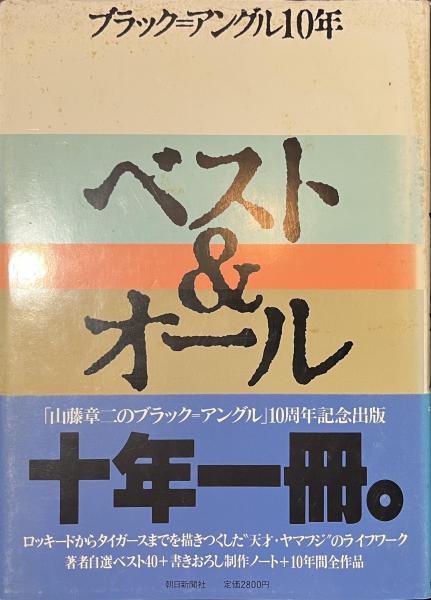 ブラック=アングル10年
ベスト
&
オール
「山藤章二のブラック=アングル」10周年記念出版
十年一冊。
ロッキードからタイガースまでを描きつくした“天才・ヤマフジ”のライフワーク
著者自選ベスト40+書きおろし制作ノート+10年間全作品
朝日新聞社 定価2800円